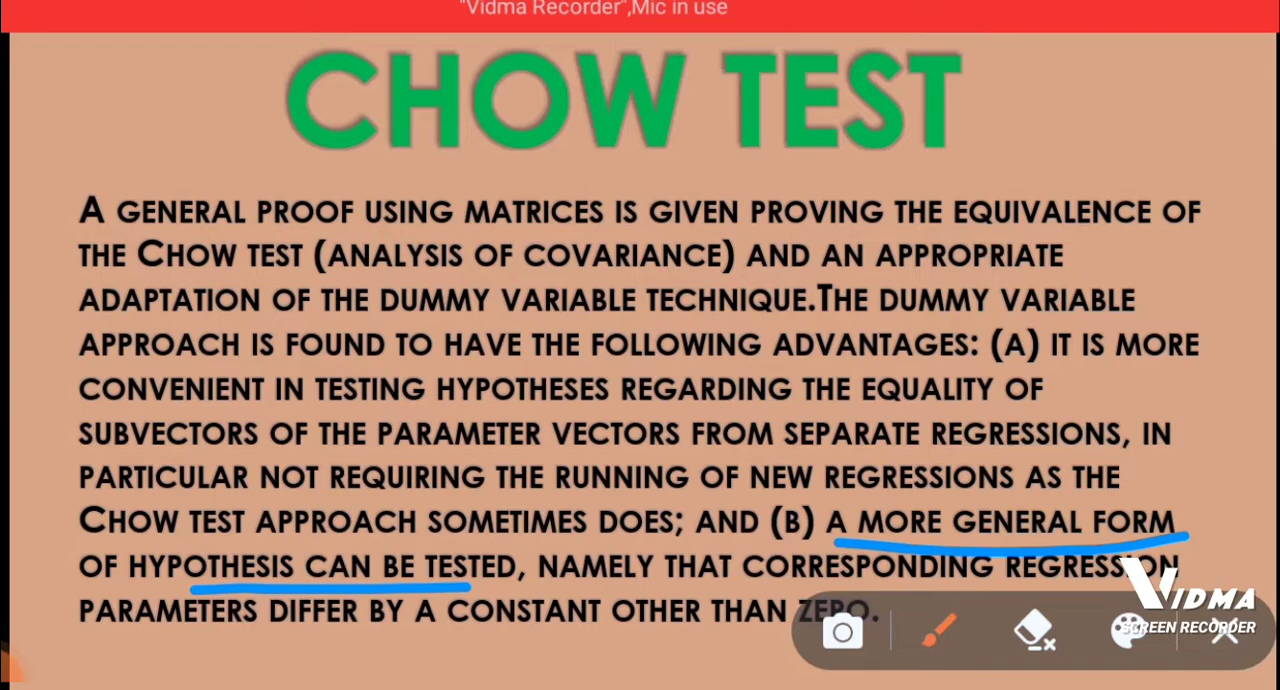 "Vidma Recorder",Mic in use
CHOW TEST
A GENERAL PROOF USING MATRICES IS GIVEN PROVING THE EQUIVALENCE OF
THE CHOW TEST (ANALYSIS OF COVARIANCE) AND AN APPROPRIATE
ADAPTATION OF THE DUMMY VARIABLE TECHNIQUE.THE DUMMY VARIABLE
APPROACH IS FOUND TO HAVE THE FOLLOWING ADVANTAGES: (A) IT IS MORE
CONVENIENT IN TESTING HYPOTHESES REGARDING THE EQUALITY OF
SUBVECTORS OF THE PARAMETER VECTORS FROM SEPARATE REGRESSIONS, IN
PARTICULAR NOT REQUIRING THE RUNNING OF NEW REGRESSIONS AS THE
CHOW TEST APPROACH SOMETIMES DOES; AND (B) A MORE GENERAL FORM
OF HYPOTHESIS CAN BE TESTED, NAMELY THAT CORRESPONDING REGRESSION
PARAMETERS DIFFER BY A CONSTANT OTHER THAN ZERO.
VIDMA
SCREEN RECORDER